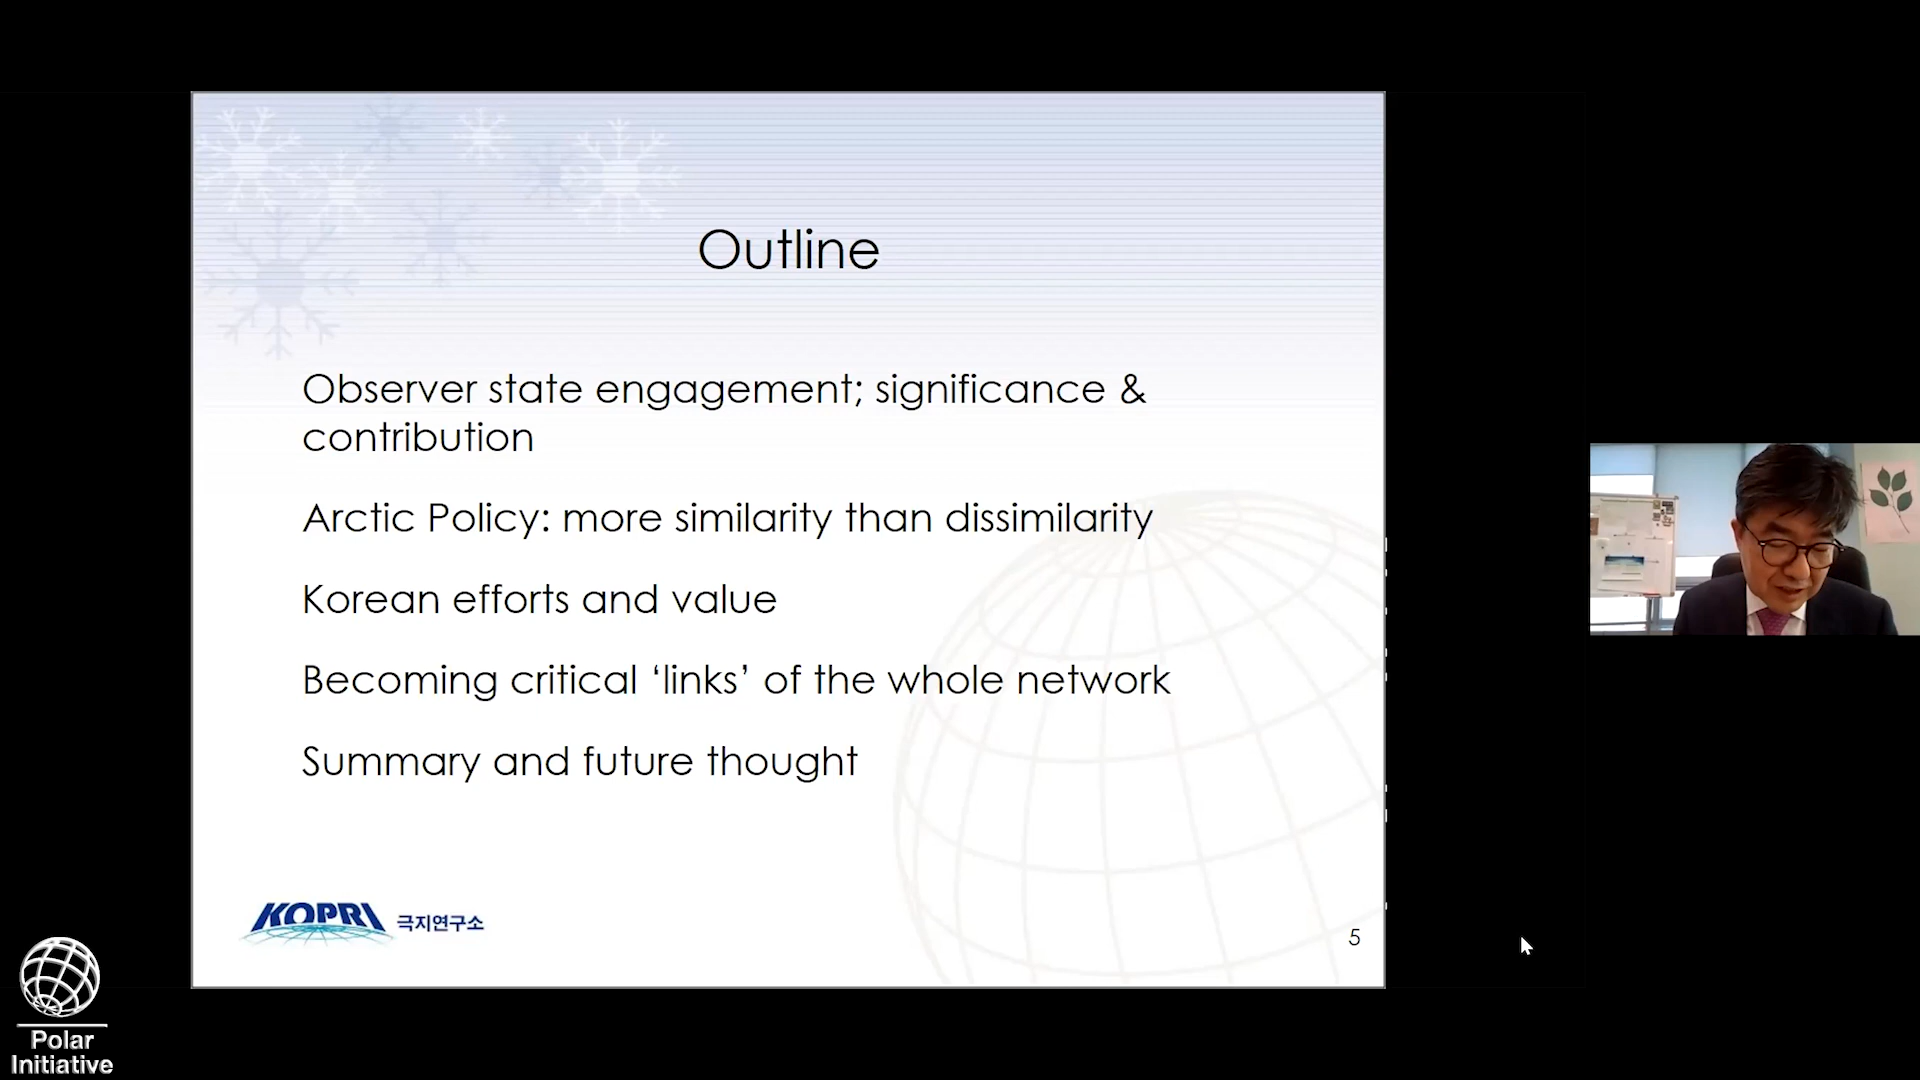 Outline
Observer state engagement; significance &
contribution
Arctic Policy: more similarity than dissimilarity
Korean efforts and value
Becoming critical ‘links’ of the whole network
Summary and future thought
KOPRI 극지연구소
5
Polar
Initiative